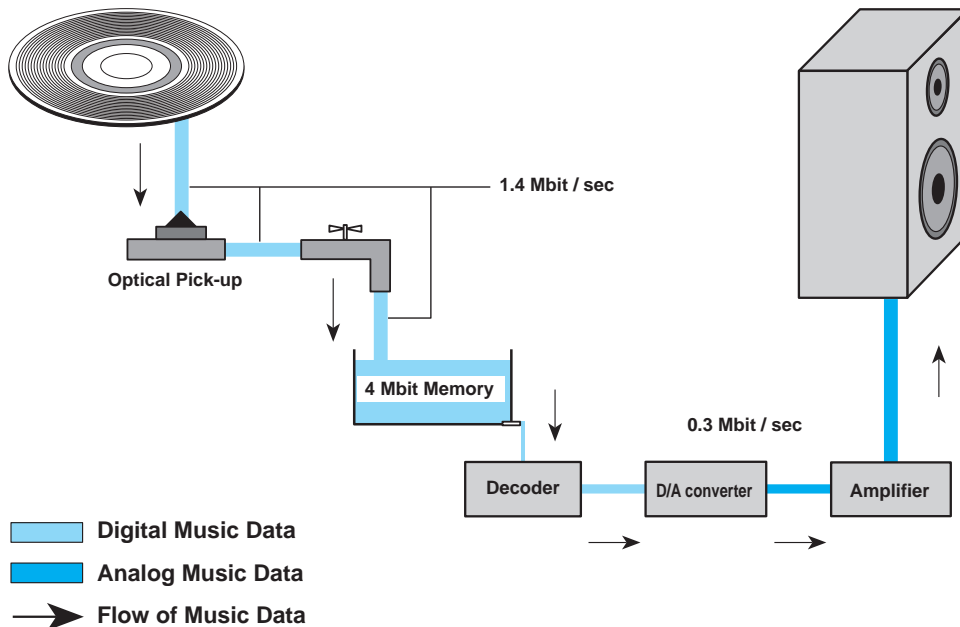 1.4 Mbit / sec
Optical Pick-up
4 Mbit Memory
0.3 Mbit / sec
Decoder
D/A converter
Amplifier
Digital Music Data
Analog Music Data
Flow of Music Data